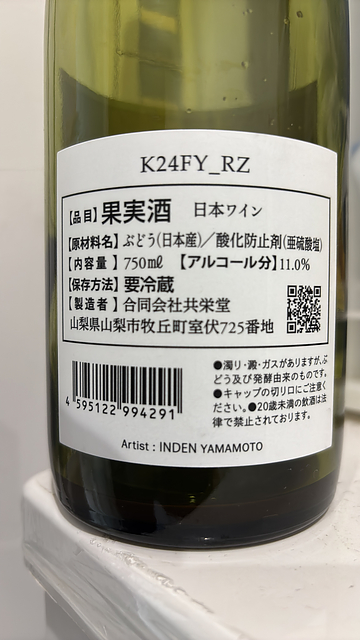 K24FY_RZ
【品目】果実酒 日本ワイン
【原材料名】ぶどう(日本産)／酸化防止剤(亜硫酸塩)
【内容量】750mℓ 【アルコール分】11.0%
【保存方法】要冷蔵
【製造者】合同会社共栄堂
山梨県山梨市牧丘町室伏725番地
4 595122 994291
●濁り・澱・ガスがありますが、ぶ
どう及び発酵由来のものです。
●キャップの切り口にご注意く
ださい。●20歳未満の飲酒は法
律で禁止されております。
Artist : INDEN YAMAMOTO